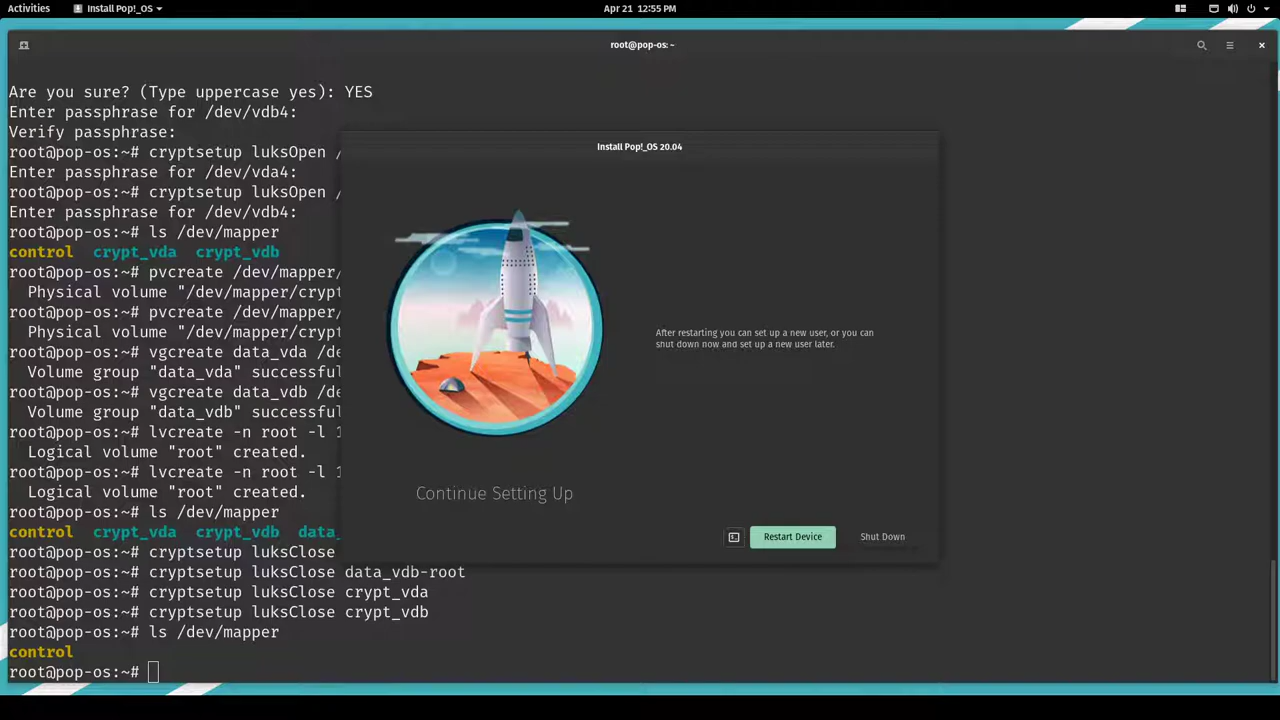 Activities
Install Pop!_OS
Apr 21 12:55 PM
root@pop-os: ~
Are you sure? (Type uppercase yes): YES
Enter passphrase for /dev/vdb4:
Verify passphrase:
root@pop-os:~# cryptsetup luksOpen /
Enter passphrase for /dev/vda4:
root@pop-os:~# cryptsetup luksOpen /
Enter passphrase for /dev/vdb4:
root@pop-os:~# ls /dev/mapper
control crypt_vda crypt_vdb
root@pop-os:~# pvcreate /dev/mapper/
Physical volume "/dev/mapper/crypt
root@pop-os:~# pvcreate /dev/mapper/
Physical volume "/dev/mapper/crypt
root@pop-os:~# vgcreate data_vda /de
Volume group "data_vda" successful
root@pop-os:~# vgcreate data_vdb /de
Volume group "data_vdb" successful
root@pop-os:~# lvcreate -n root -l 1
Logical volume "root" created.
root@pop-os:~# lvcreate -n root -l 1
Logical volume "root" created.
root@pop-os:~# ls /dev/mapper
control crypt_vda crypt_vdb data_
root@pop-os:~# cryptsetup luksClose
root@pop-os:~# cryptsetup luksClose data_vdb-root
root@pop-os:~# cryptsetup luksClose crypt_vda
root@pop-os:~# cryptsetup luksClose crypt_vdb
root@pop-os:~# ls /dev/mapper
control
root@pop-os:~#
Install Pop!_OS 20.04
After restarting you can set up a new user, or you can
shut down now and set up a new user later.
Continue Setting Up
Restart Device
Shut Down